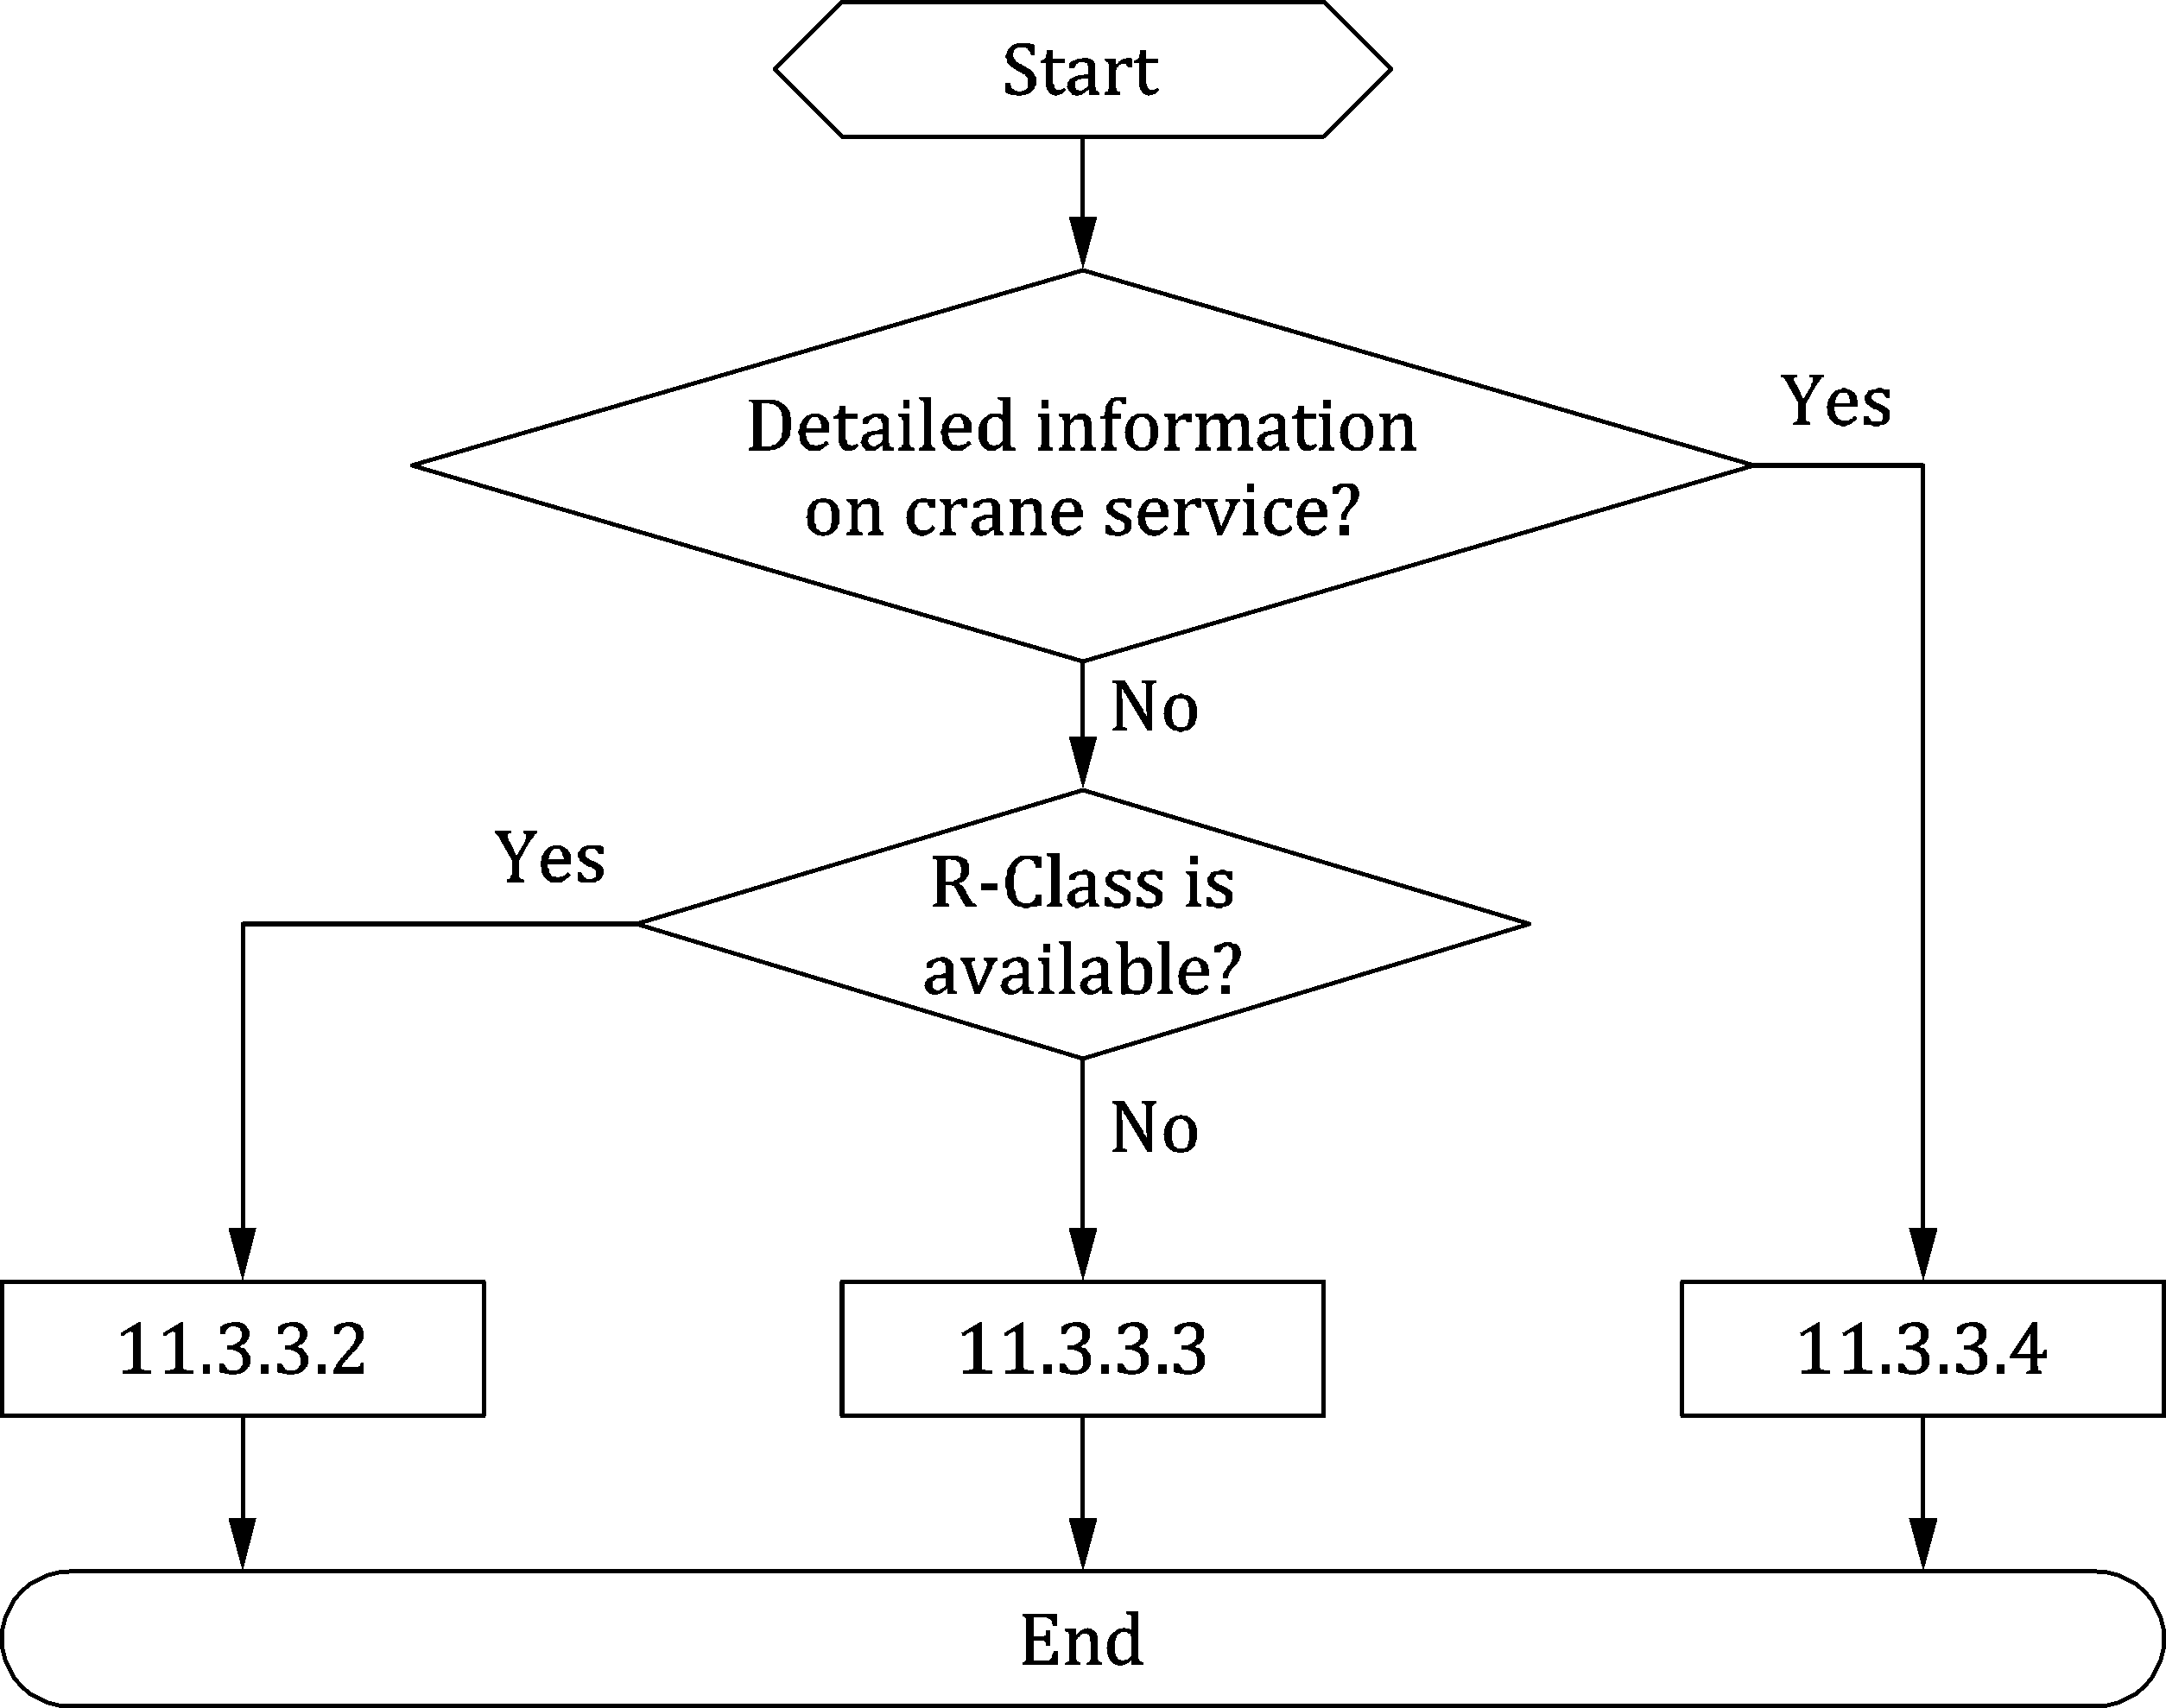 Start
Detailed information
on crane service?
Yes
No
Yes
R-Class is
available?
No
11.3.3.2
11.3.3.3
11.3.3.4
End